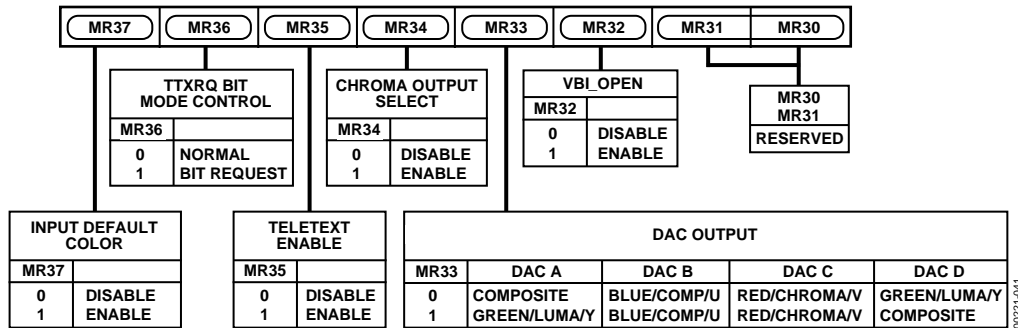 MR37 MR36 MR35 MR34 MR33 MR32 MR31 MR30
TTXRQ BIT
MODE CONTROL
MR36
0 NORMAL
1 BIT REQUEST
CHROMA OUTPUT
SELECT
MR34
0 DISABLE
1 ENABLE
VBI_OPEN
MR32
0 DISABLE
1 ENABLE
MR30
MR31
RESERVED
INPUT DEFAULT
COLOR
MR37
0 DISABLE
1 ENABLE
TELETEXT
ENABLE
MR35
0 DISABLE
1 ENABLE
DAC OUTPUT
MR33 DAC A DAC B DAC C DAC D
0 COMPOSITE BLUE/COMP/U RED/CHROMA/V GREEN/LUMA/Y
1 GREEN/LUMA/Y BLUE/COMP/U RED/CHROMA/V COMPOSITE
00221-041